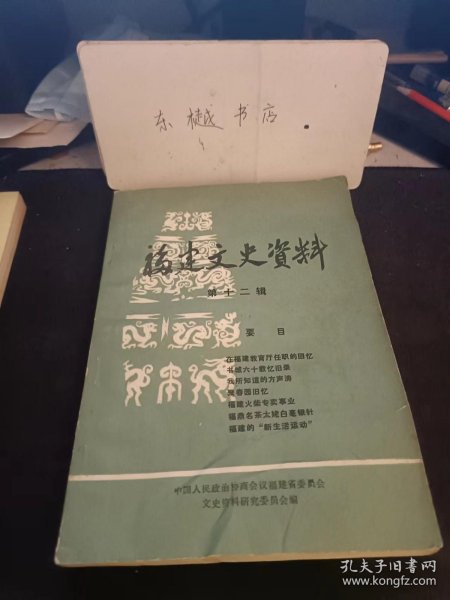 东樾书店
福建文史资料
第十二辑
要目
在福建教育厅任职的回忆
书城六十载忆旧录
我所知道的方声涛
聚春园旧忆
福建火柴专卖事业
福鼎名茶太姥白毫银针
福建的“新生活运动”
中国人民政治协商会议福建省委员会
文史资料研究委员会编
孔夫子旧书网
www.kongfz.com